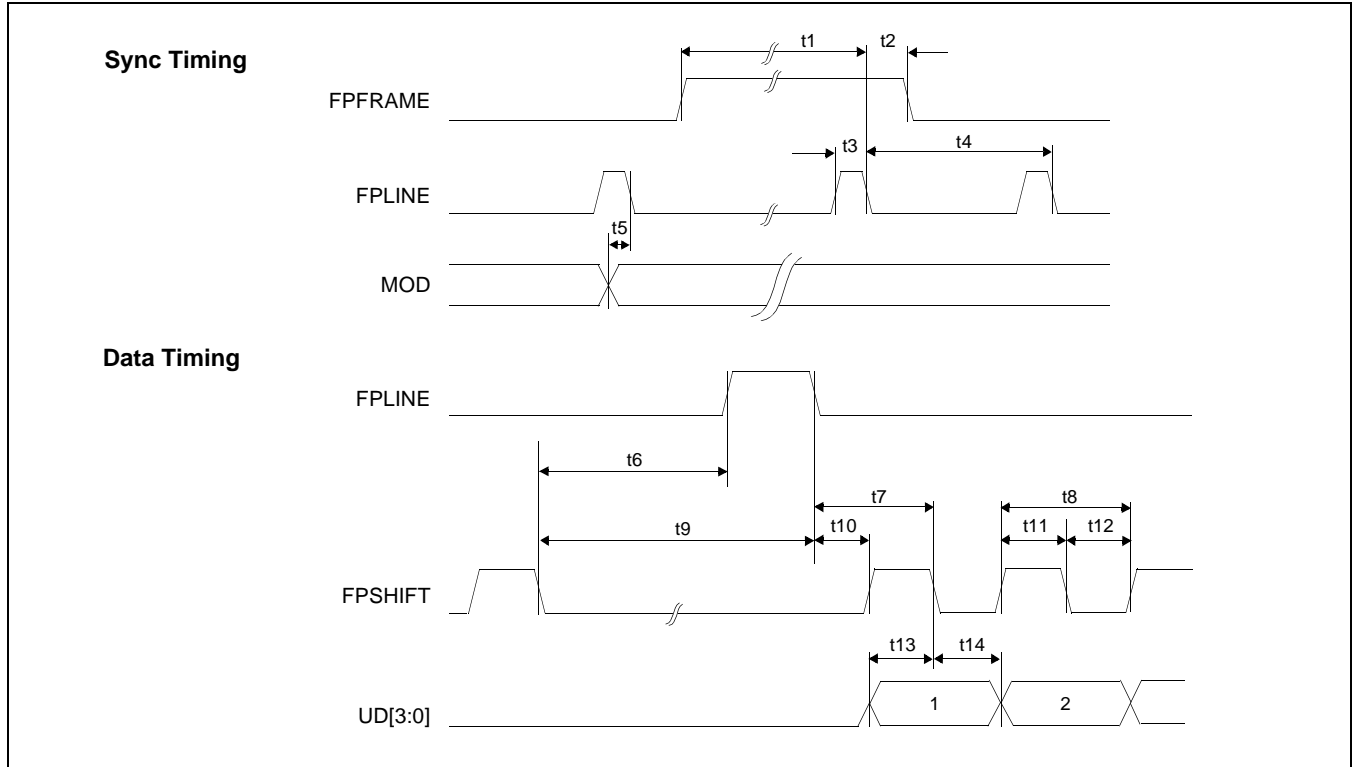 Sync Timing
t1
t2
FPFRAME
t3
t4
FPLINE
t5
MOD
Data Timing
FPLINE
t6
t7
t8
t9
t10
t11
t12
FPSHIFT
t13
t14
UD[3:0]
1
2